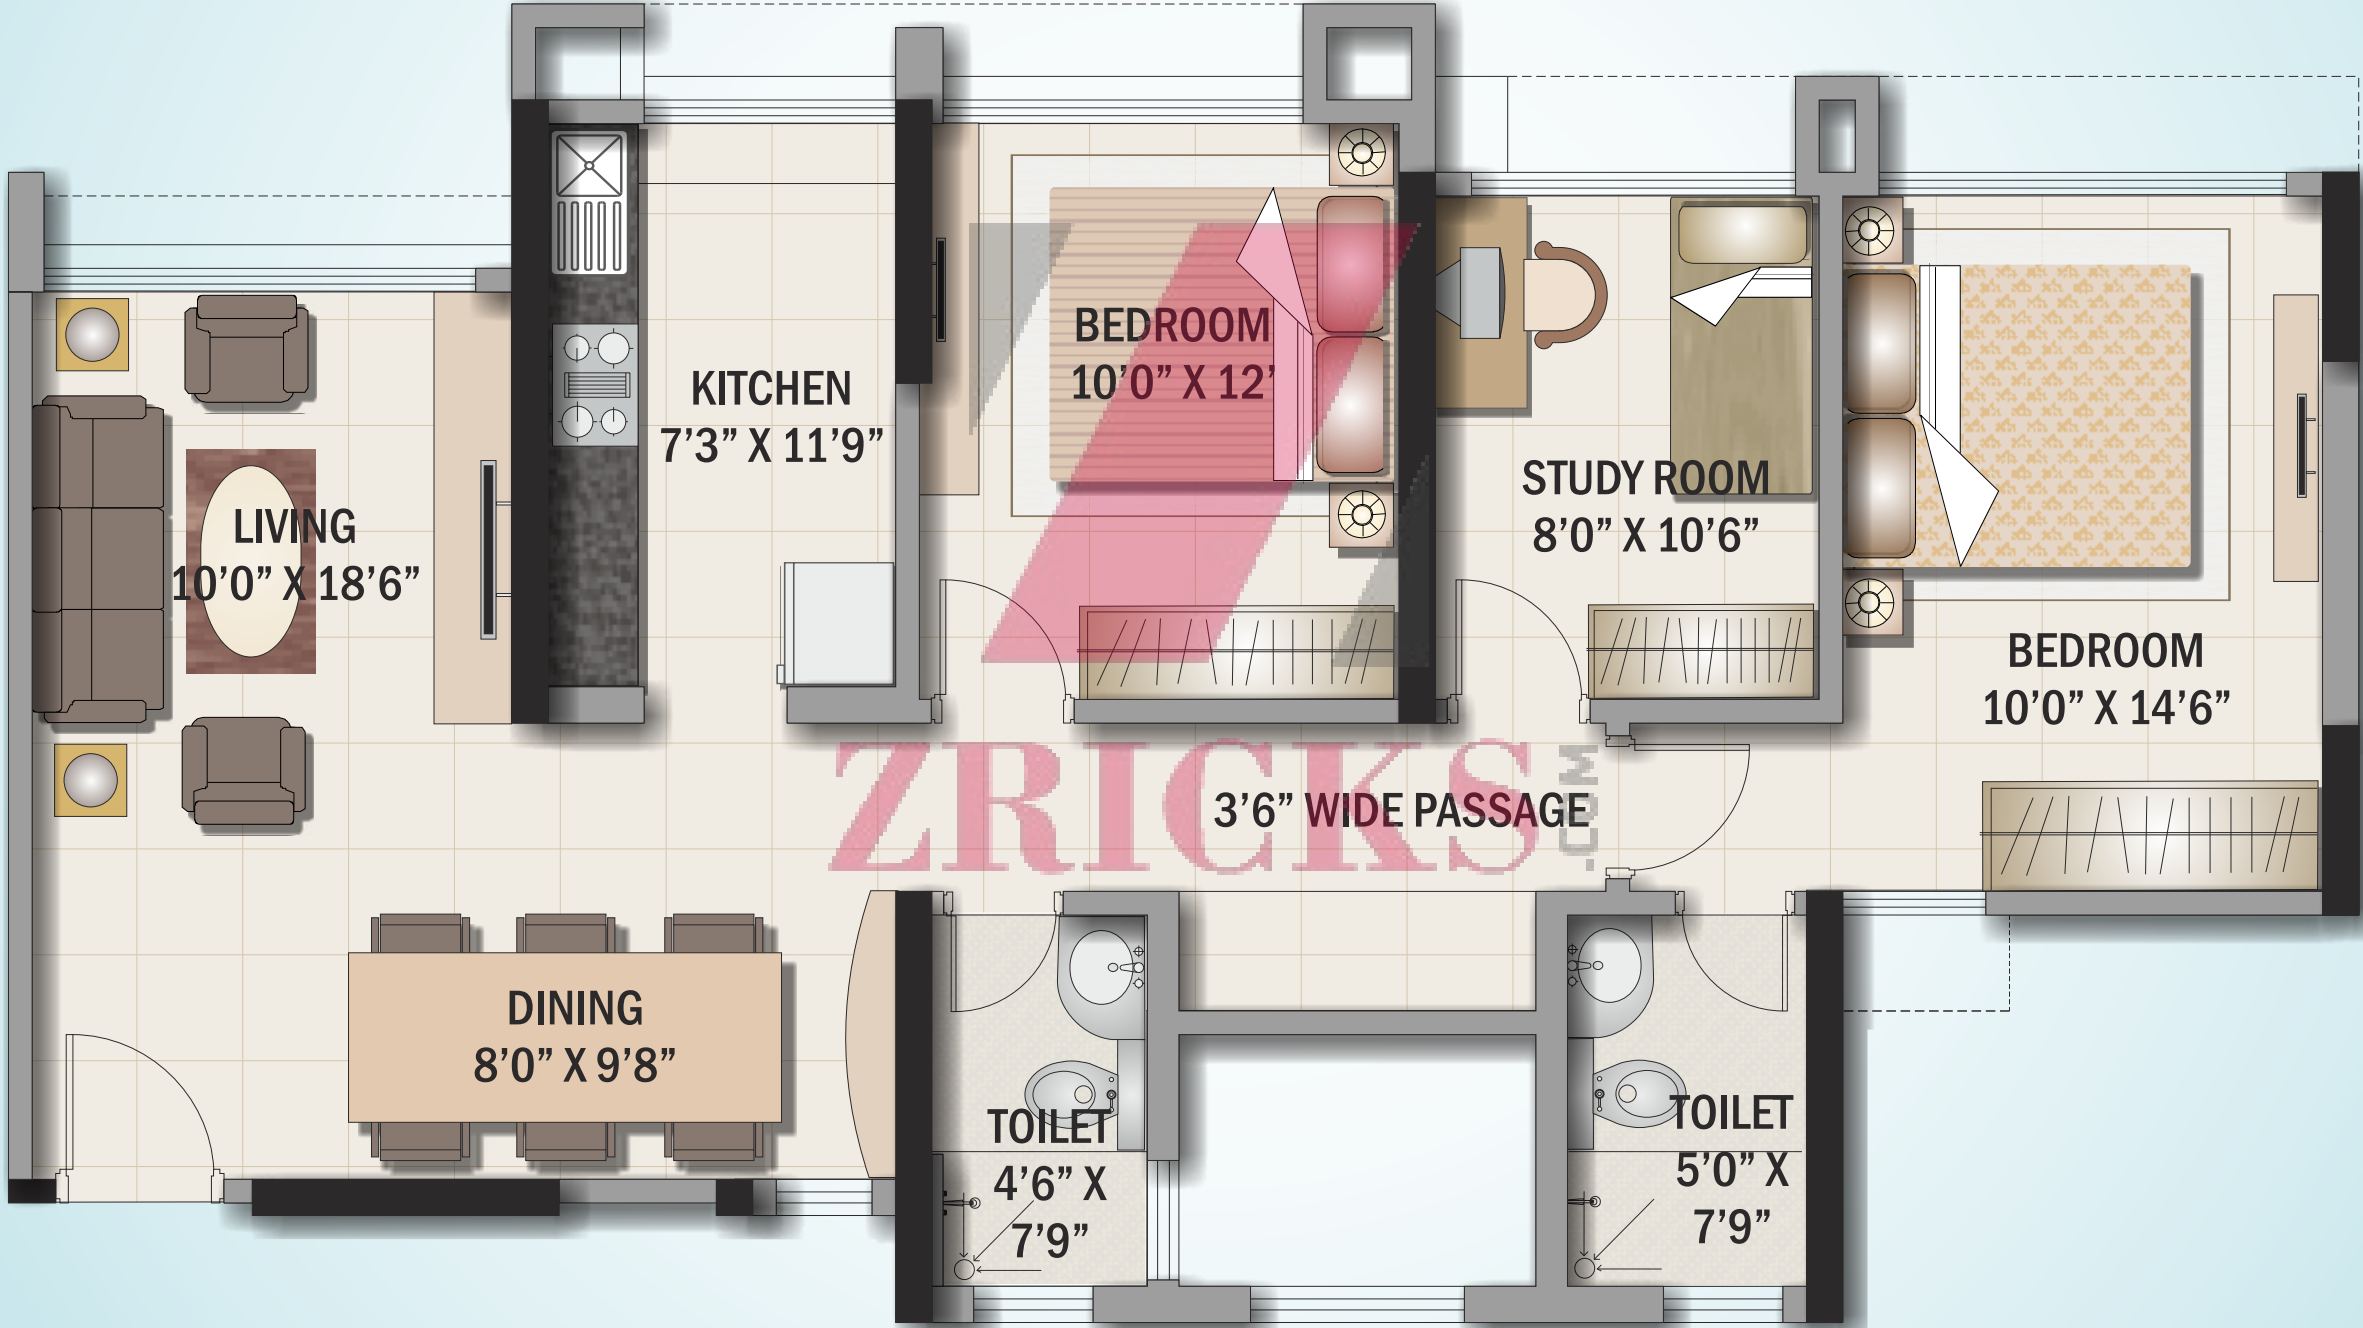 KITCHEN
7’3” X 11’9”
BEDROOM
10’0” X 12’
STUDY ROOM
8’0” X 10’6”
LIVING
10’0” X 18’6”
BEDROOM
10’0” X 14’6”
ZRICKS
.COM
3’6” WIDE PASSAGE
DINING
8’0” X 9’8”
TOILET
4’6” X
7’9”
TOILET
5’0” X
7’9”